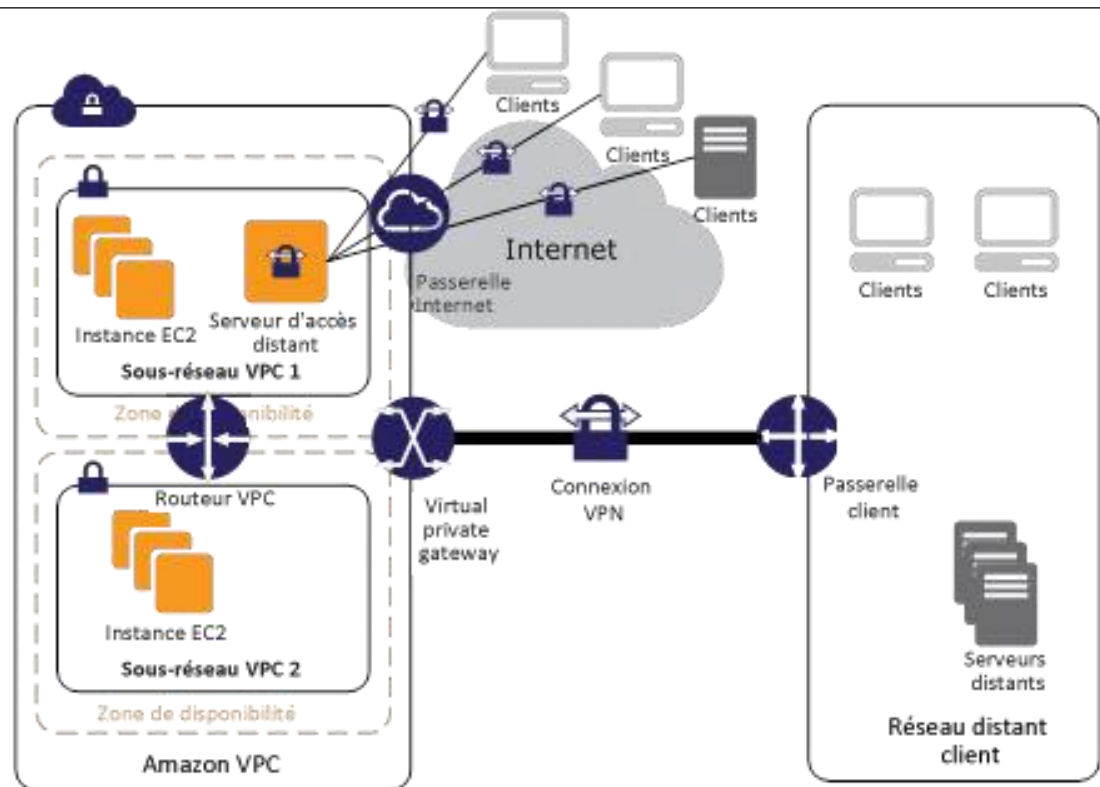 Clients
Clients
Clients
Internet
Passerelle
Internet
Instance EC2
Serveur d'accès
distant
Sous-réseau VPC 1
Zone de disponibilité
Routeur VPC
Virtual
private
gateway
Connexion
VPN
Passerelle
client
Instance EC2
Sous-réseau VPC 2
Zone de disponibilité
Amazon VPC
Clients
Clients
Serveurs
distants
Réseau distant
client